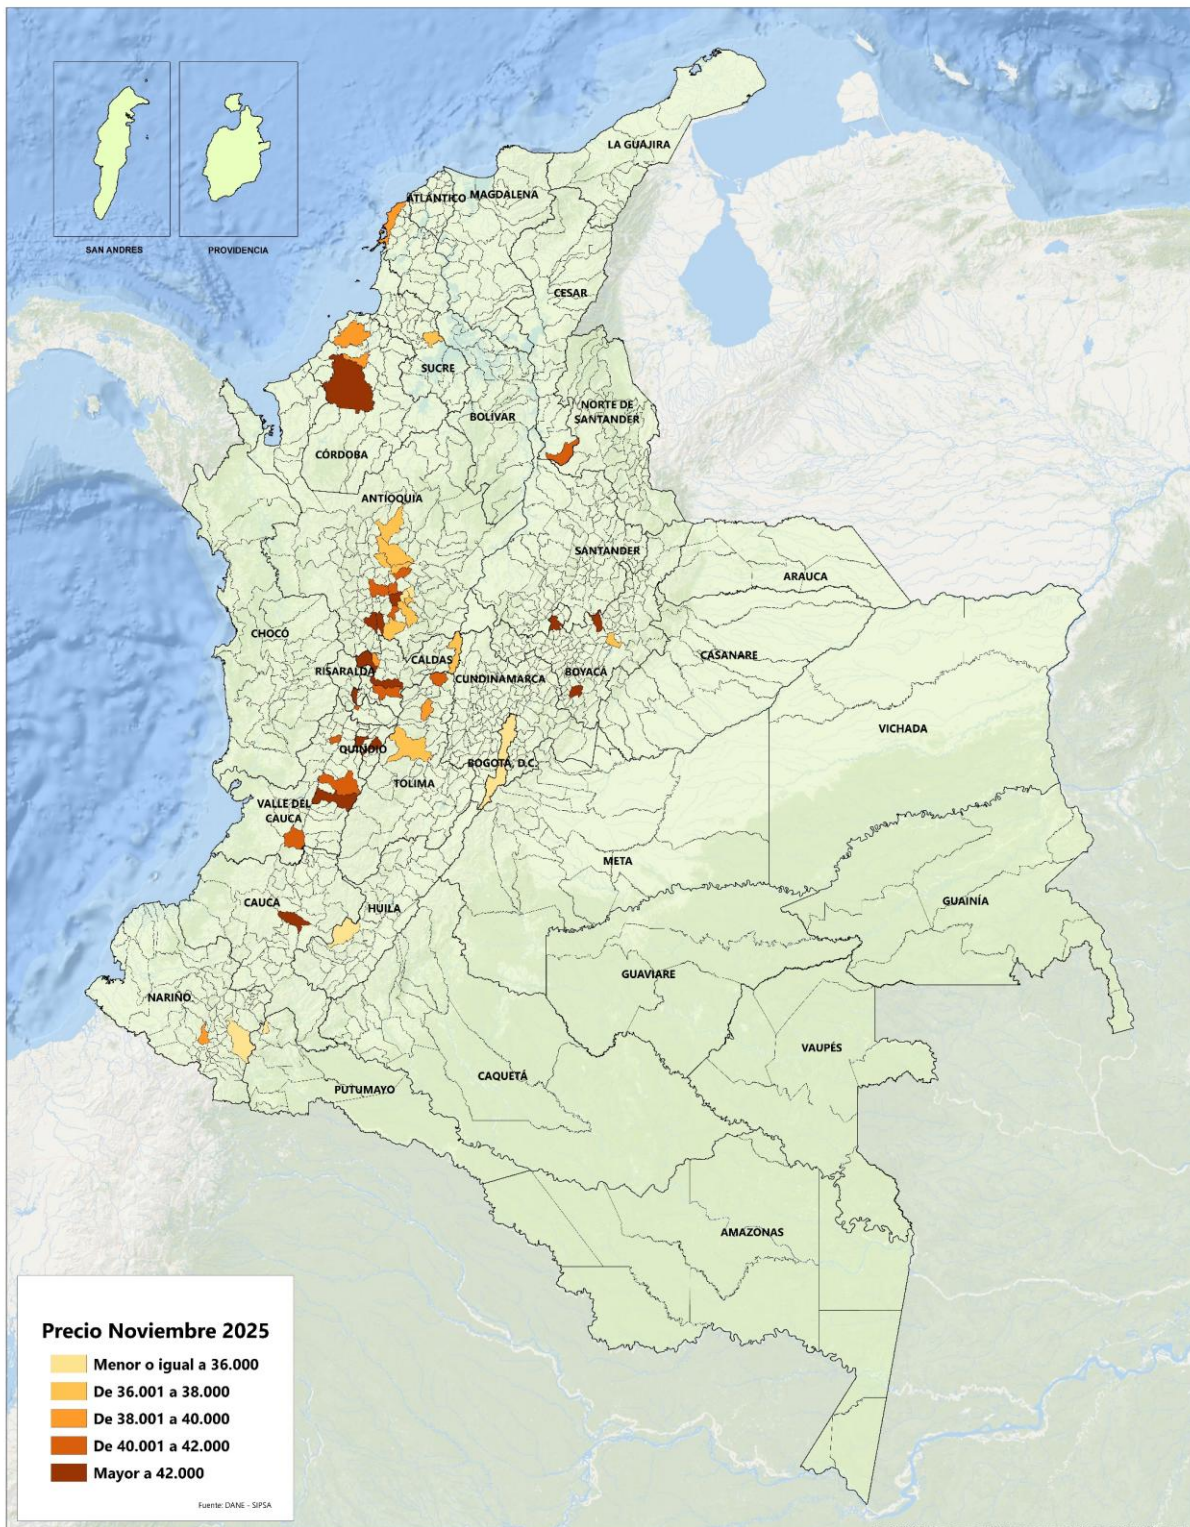 LA GUAJIRA
ATLÁNTICO
MAGDALENA
SAN ANDRES
PROVIDENCIA
CESAR
SUCRE
NORTE DE
SANTANDER
BOLÍVAR
CÓRDOBA
ANTIOQUIA
SANTANDER
ARAUCA
CHOCÓ
CASANARE
CALDAS
RISARALDA
BOYACÁ
CUNDINAMARCA
VICHADA
QUINDIO
BOGOTÁ, D.C.
TOLIMA
VALLE DEL
CAUCA
META
GUAINÍA
CAUCA
HUILA
GUAVIARE
NARIÑO
VAUPÉS
CAQUETÁ
PUTUMAYO
AMAZONAS
Precio Noviembre 2025
Menor o igual a 36.000
De 36.001 a 38.000
De 38.001 a 40.000
De 40.001 a 42.000
Mayor a 42.000
Fuente: DANE - SIPSA